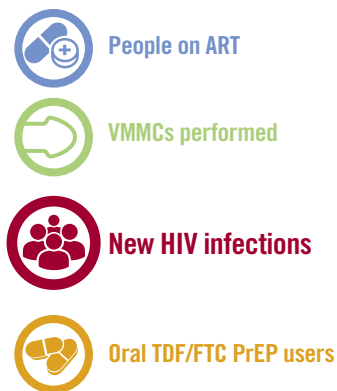 People on ART
VMMCs performed
New HIV infections
Oral TDF/FTC PrEP users